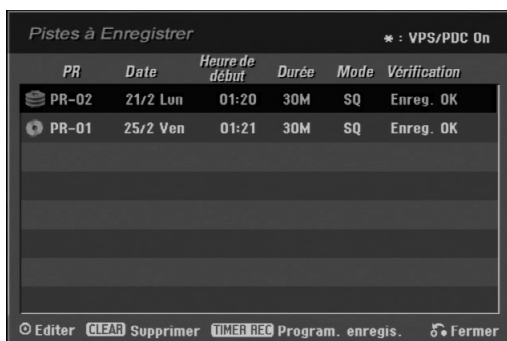 Pistes à Enregistrer ✱ : VPS/PDC On
PR Date Heure de début Durée Mode Vérification
PR-02 21/2 Lun 01:20 30M SQ Enreg. OK
PR-01 25/2 Ven 01:21 30M SQ Enreg. OK
Editer CLEAR Supprimer TIMER REC Program. enregis. Fermer